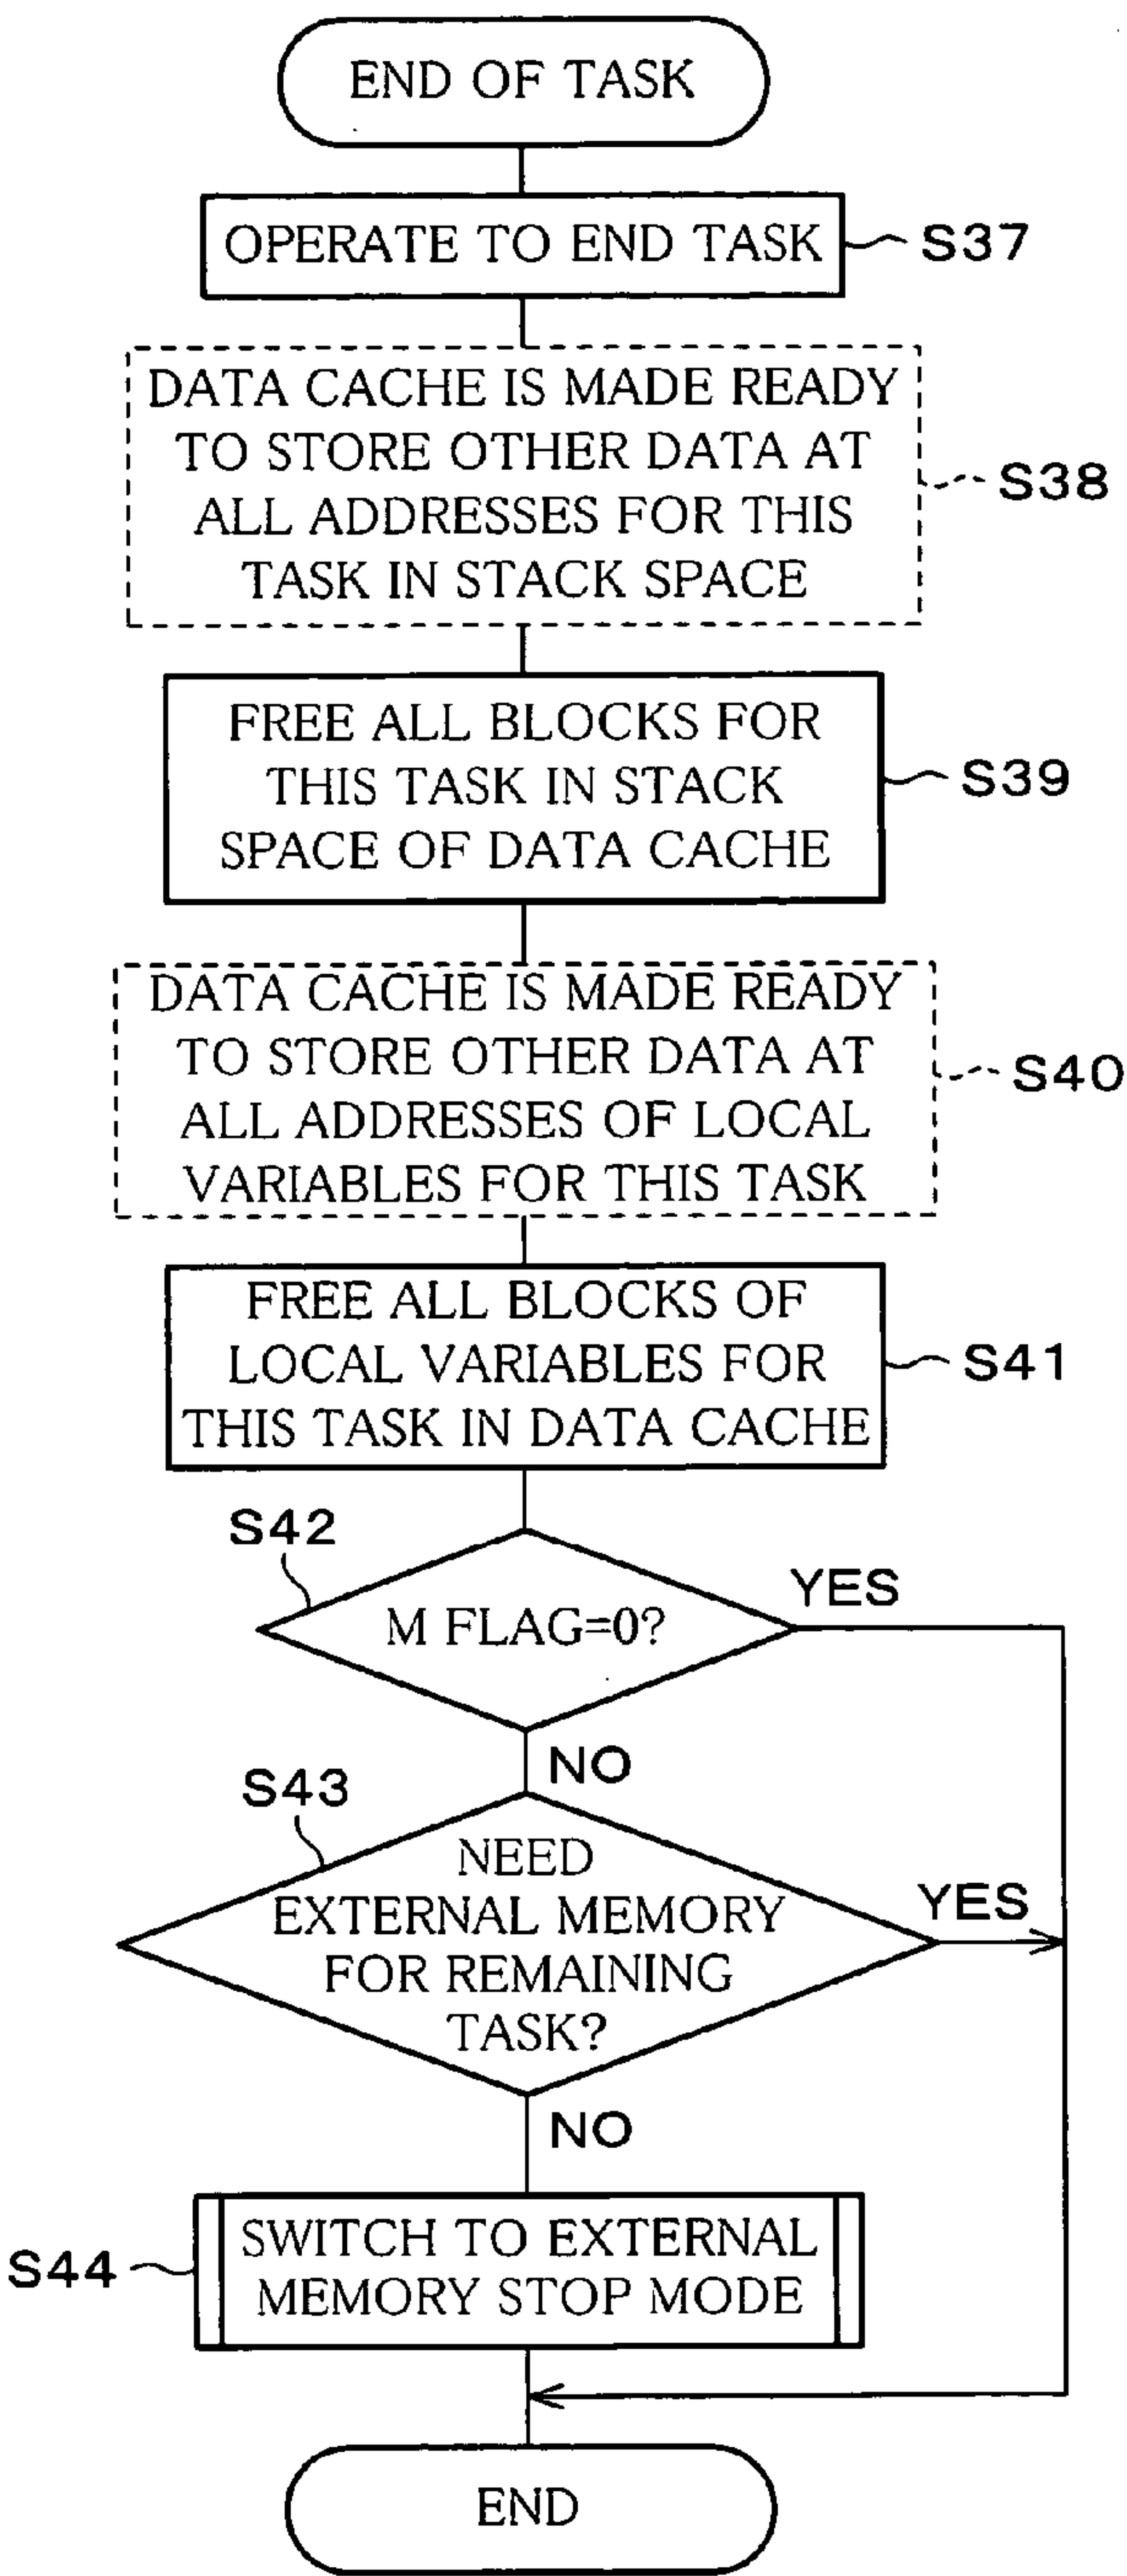 END OF TASK
OPERATE TO END TASK
S37
DATA CACHE IS MADE READY
TO STORE OTHER DATA AT
ALL ADDRESSES FOR THIS
TASK IN STACK SPACE
S38
FREE ALL BLOCKS FOR
THIS TASK IN STACK
SPACE OF DATA CACHE
S39
DATA CACHE IS MADE READY
TO STORE OTHER DATA AT
ALL ADDRESSES OF LOCAL
VARIABLES FOR THIS TASK
S40
FREE ALL BLOCKS OF
LOCAL VARIABLES FOR
THIS TASK IN DATA CACHE
S41
S42
M FLAG=0?
YES
NO
S43
NEED
EXTERNAL MEMORY
FOR REMAINING
TASK?
YES
NO
S44
SWITCH TO EXTERNAL
MEMORY STOP MODE
END